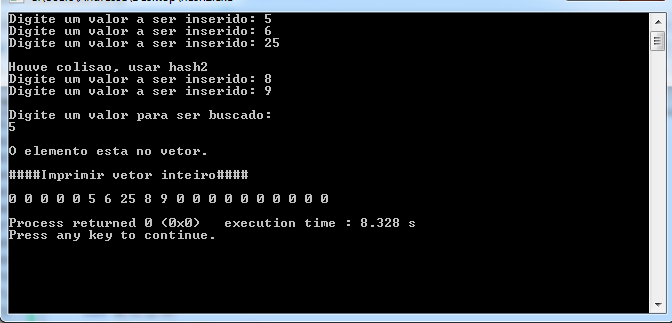 Digite um valor a ser inserido: 5
Digite um valor a ser inserido: 6
Digite um valor a ser inserido: 25
Houve colisao, usar hash2
Digite um valor a ser inserido: 8
Digite um valor a ser inserido: 9
Digite um valor para ser buscado:
5
O elemento esta no vetor.
####Imprimir vetor inteiro####
0 0 0 0 0 5 6 25 8 9 0 0 0 0 0 0 0 0 0 0
Process returned 0 (0x0)   execution time : 8.328 s
Press any key to continue.